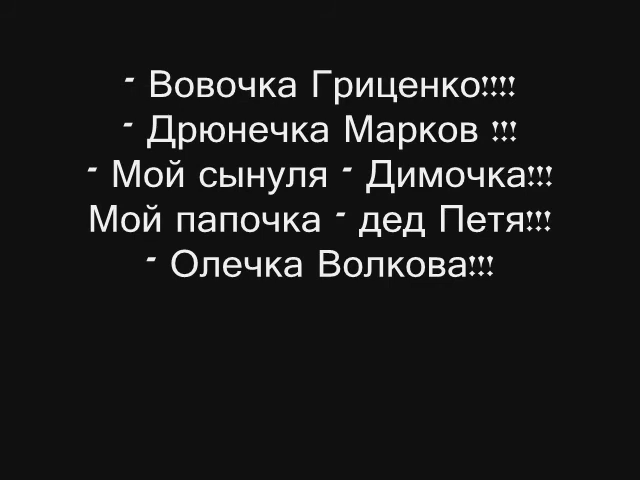 - Вовочка Гриценко!!!!
- Дрюнечка Марков !!!
- Мой сынуля - Димочка!!!
Мой папочка - дед Петя!!!
- Олечка Волкова!!!